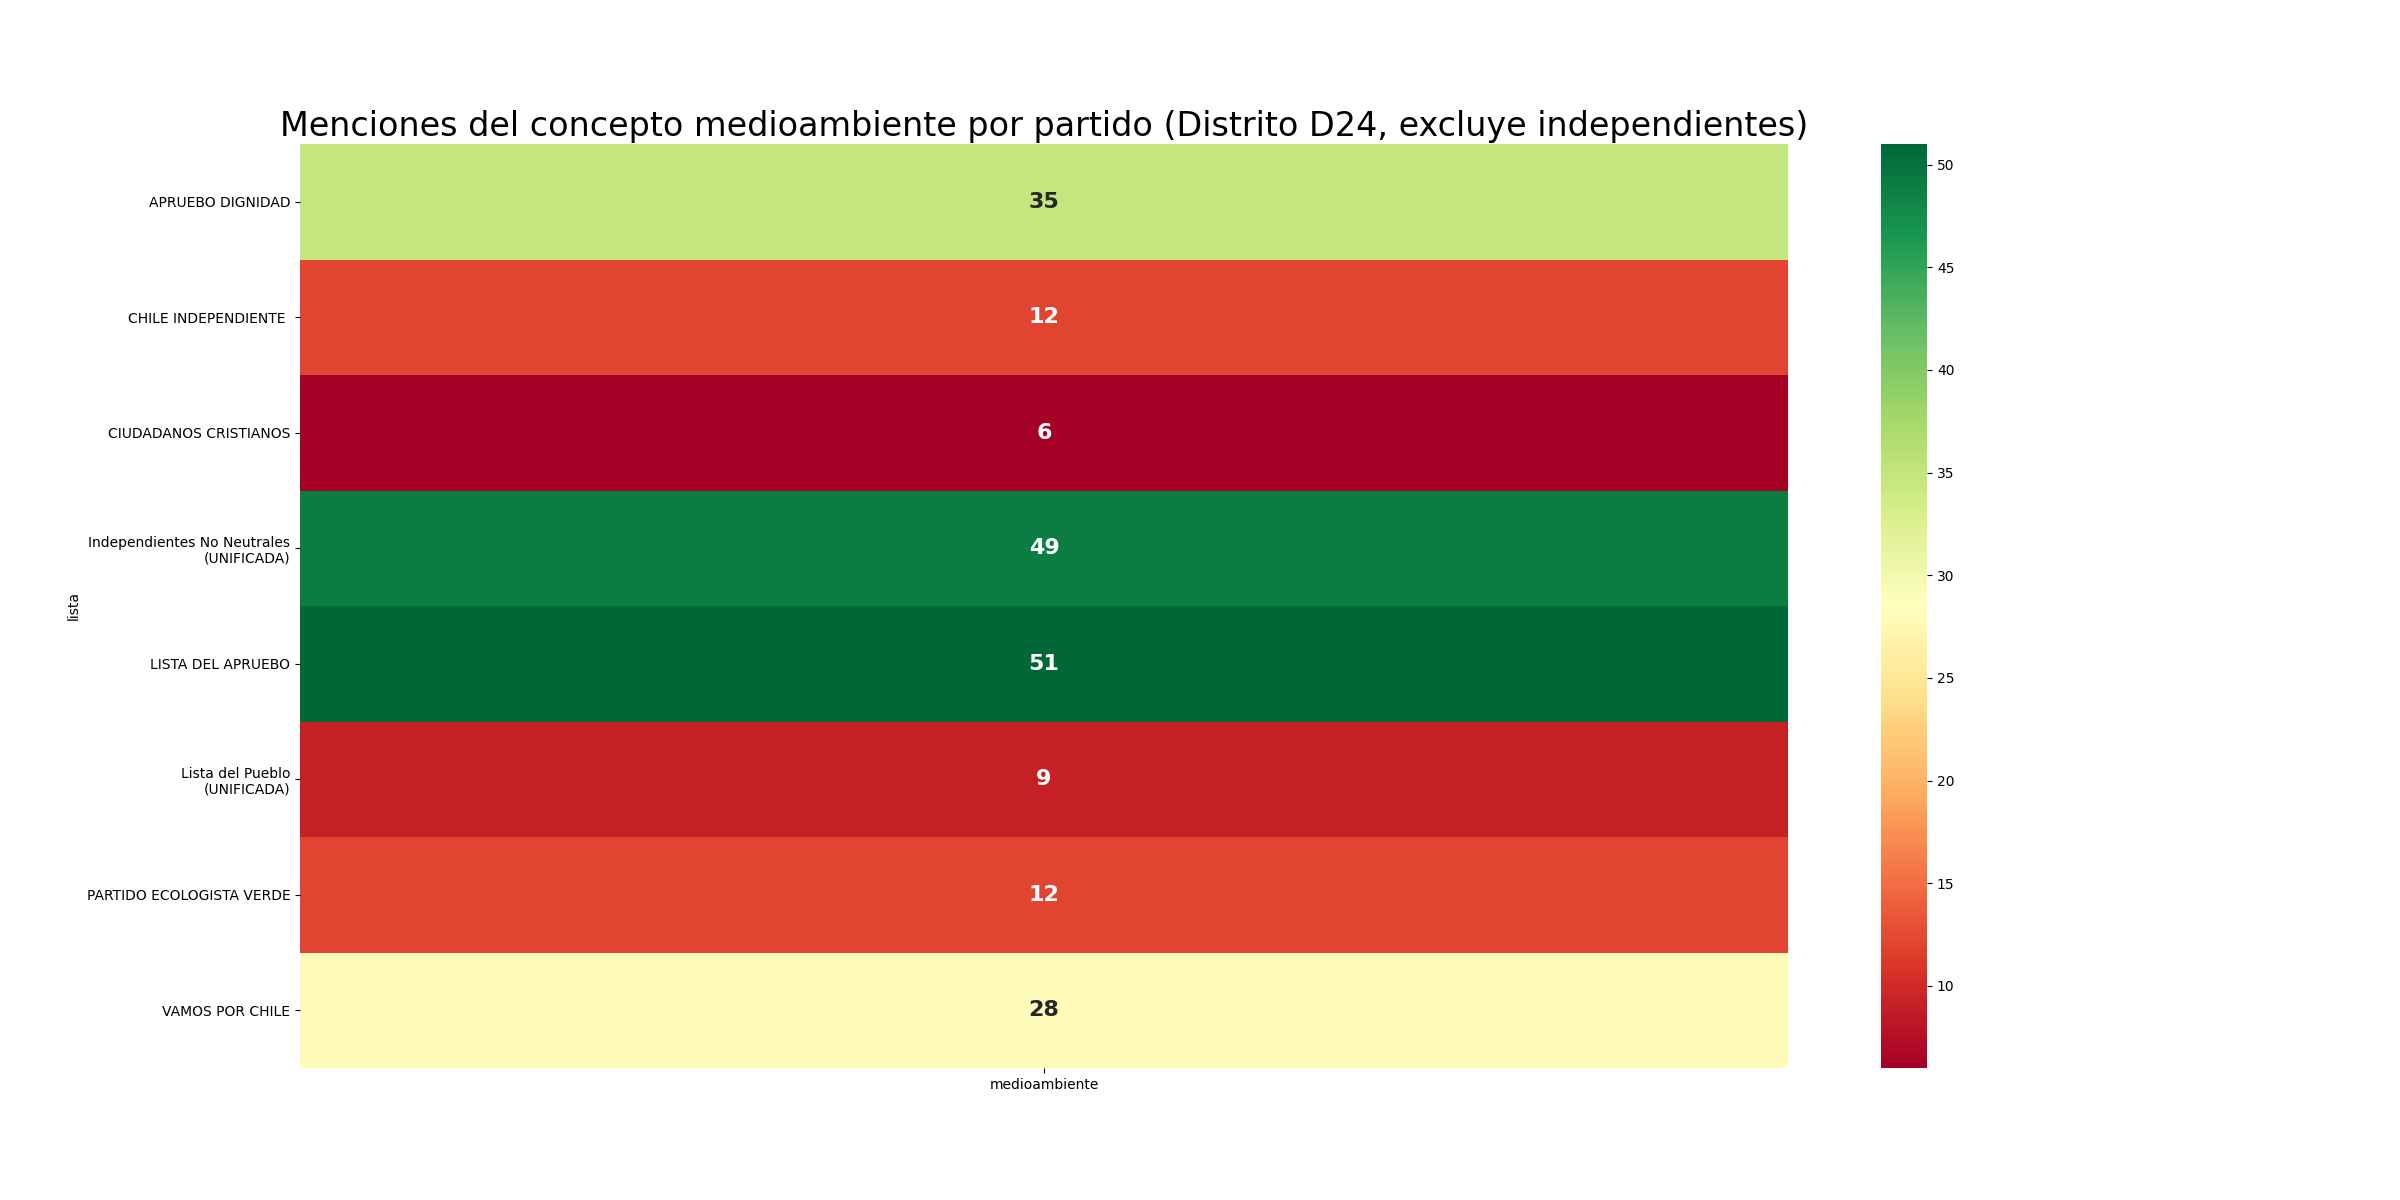 Menciones del concepto medioambiente por partido (Distrito D24, excluye independientes)
lista
APRUEBO DIGNIDAD
35
CHILE INDEPENDIENTE
12
CIUDADANOS CRISTIANOS
6
Independientes No Neutrales
(UNIFICADA)
49
LISTA DEL APRUEBO
51
Lista del Pueblo
(UNIFICADA)
9
PARTIDO ECOLOGISTA VERDE
12
VAMOS POR CHILE
28
medioambiente
50
45
40
35
30
25
20
15
10